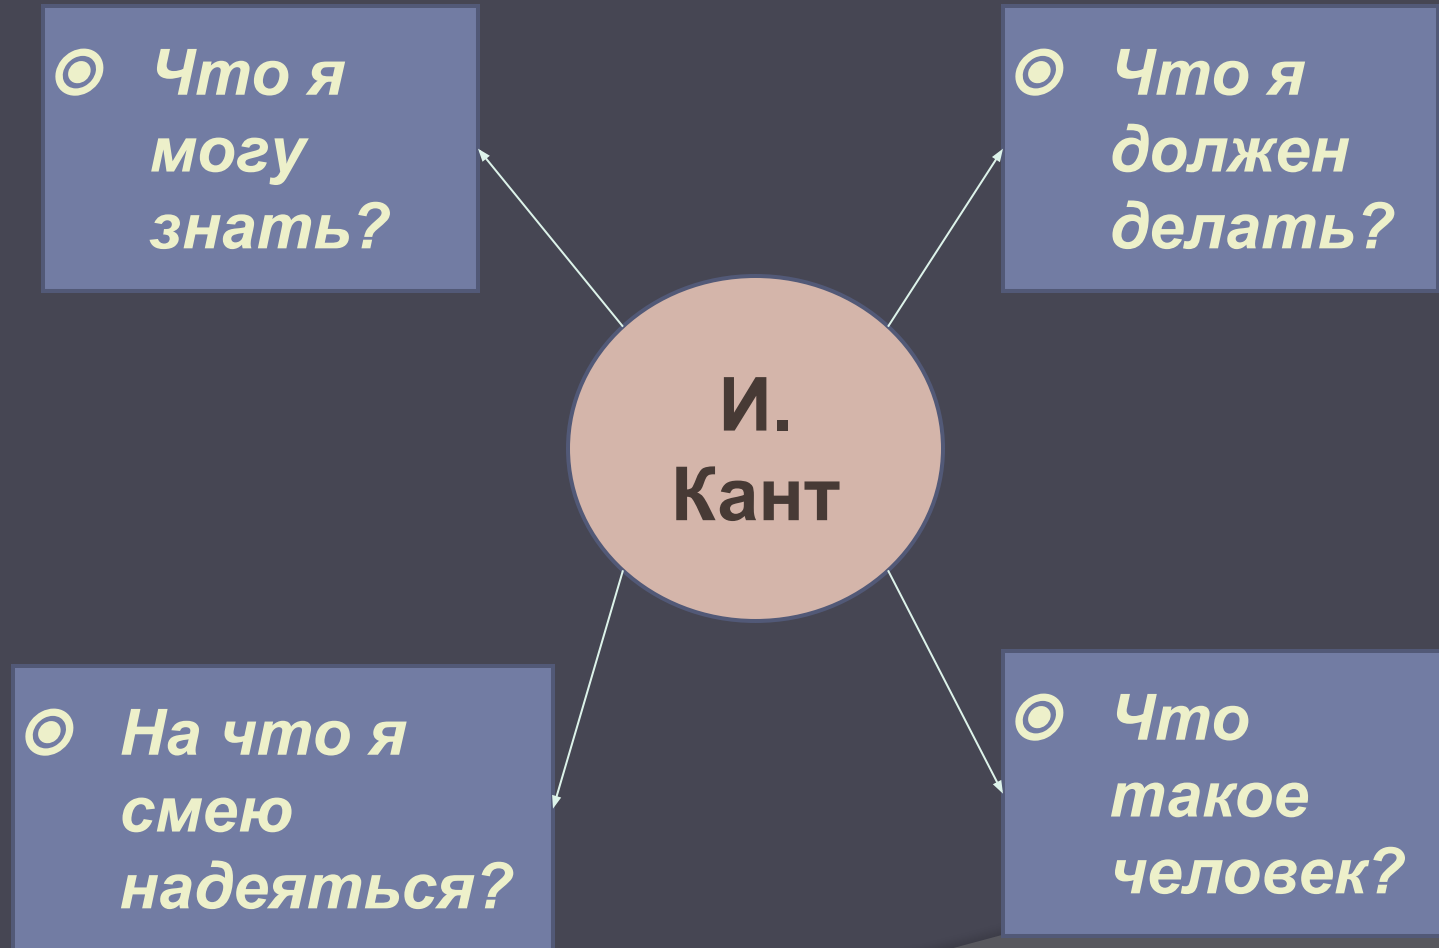 Что я
могу
знать?
Что я
должен
делать?
И.
Кант
На что я
смею
надеяться?
Что
такое
человек?